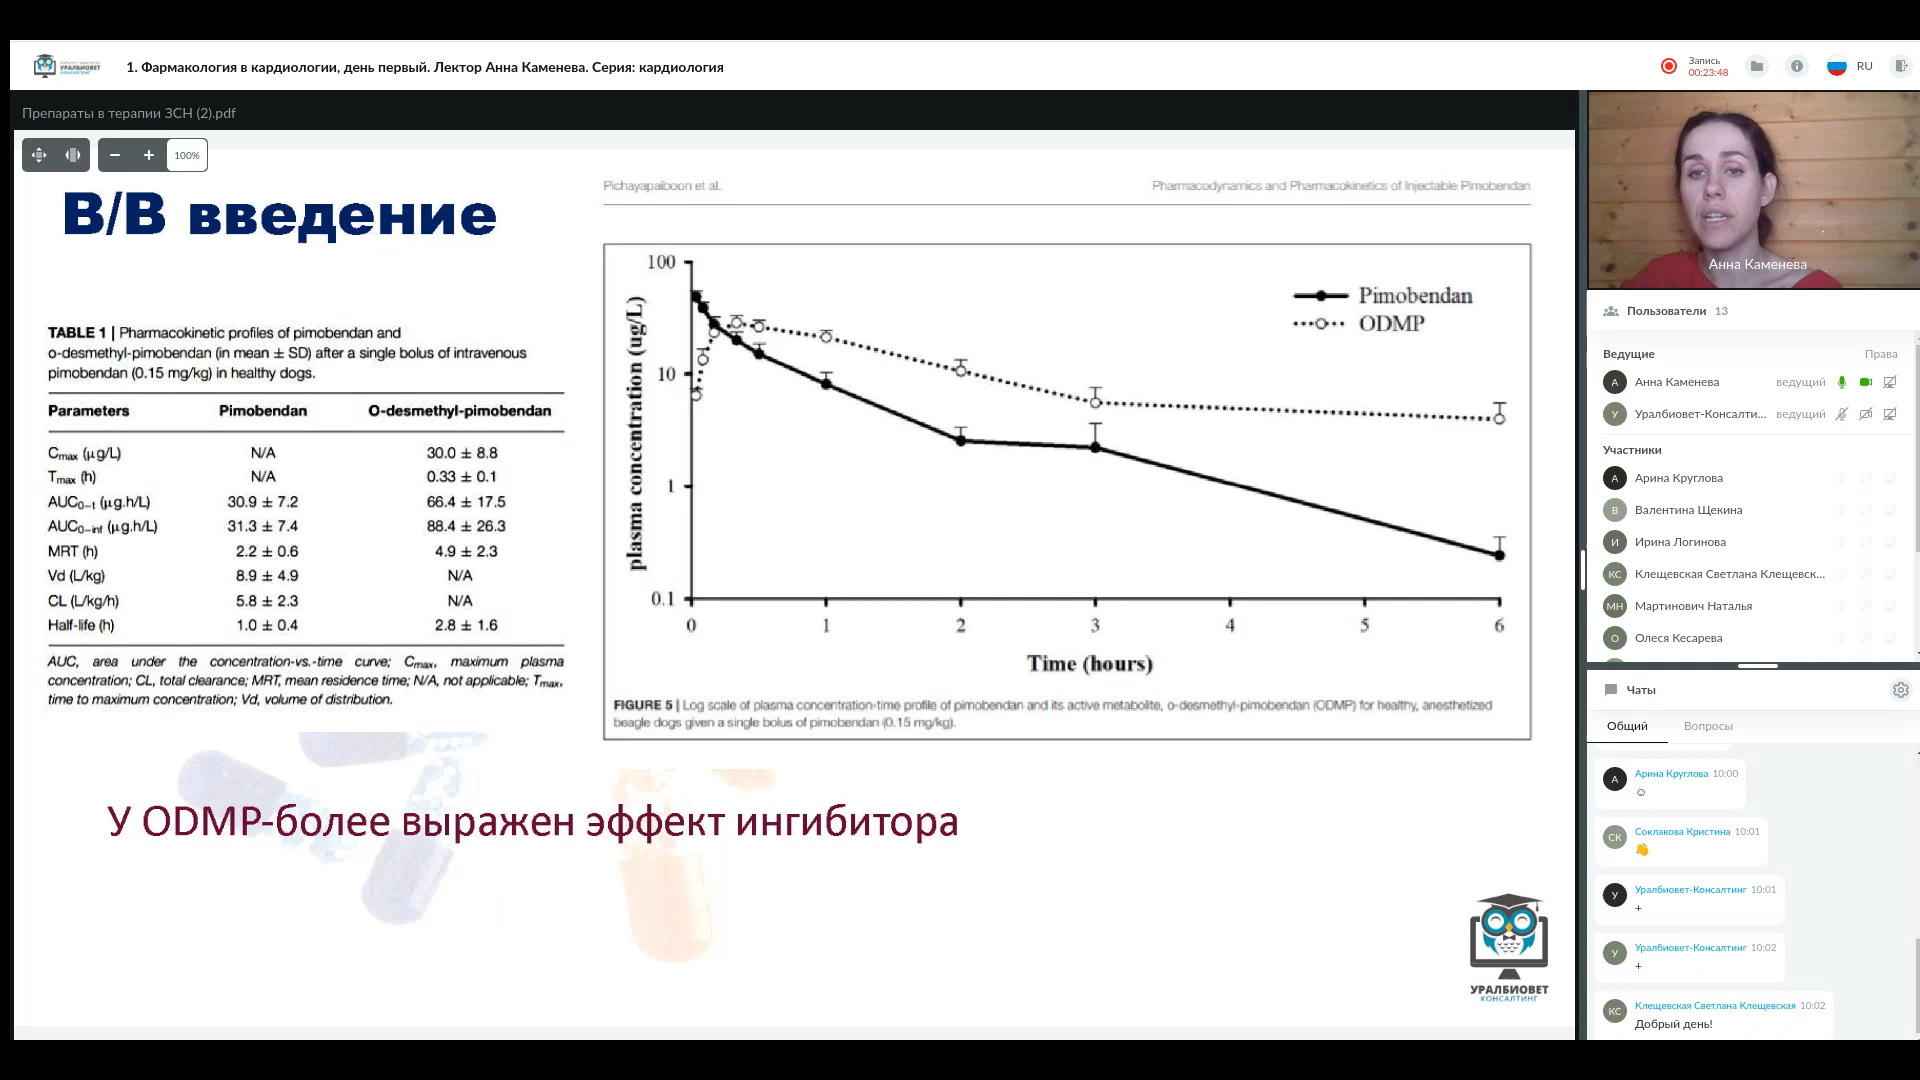 УРАЛБИОВЕТ
КОНСАЛТИНГ
1. Фармакология в кардиологии, день первый. Лектор Анна Каменева. Серия: кардиология
Запись
00:23:48
RU
Препараты в терапии ЗСН (2).pdf
100%
В/В введение
TABLE 1 | Pharmacokinetic profiles of pimobendan and
o-desmethyl-pimobendan (in mean ± SD) after a single bolus of intravenous
pimobendan (0.15 mg/kg) in healthy dogs.
Parameters Pimobendan O-desmethyl-pimobendan
Cmax (μg/L) N/A 30.0 ± 8.8
Tmax (h) N/A 0.33 ± 0.1
AUC0–t (μg.h/L) 30.9 ± 7.2 66.4 ± 17.5
AUC0–inf (μg.h/L) 31.3 ± 7.4 88.4 ± 26.3
MRT (h) 2.2 ± 0.6 4.9 ± 2.3
Vd (L/kg) 8.9 ± 4.9 N/A
CL (L/kg/h) 5.8 ± 2.3 N/A
Half-life (h) 1.0 ± 0.4 2.8 ± 1.6
AUC, area under the concentration-vs.-time curve; Cmax, maximum plasma
concentration; CL, total clearance; MRT, mean residence time; N/A, not applicable; Tmax,
time to maximum concentration; Vd, volume of distribution.
Pichayapaiboon et al. Pharmacodynamics and Pharmacokinetics of Injectable Pimobendan
plasma concentration (ug/L)
100
10
1
0.1
0 1 2 3 4 5 6
Time (hours)
Pimobendan
ODMP
FIGURE 5 | Log scale of plasma concentration-time profile of pimobendan and its active metabolite, o-desmethyl-pimobendan (ODMP) for healthy, anesthetized
beagle dogs given a single bolus of pimobendan (0.15 mg/kg).
У ODMP-более выражен эффект ингибитора
УРАЛБИОВЕТ
КОНСАЛТИНГ
Анна Каменева
Пользователи 13
Ведущие Права
А Анна Каменева ведущий
У Уралбиовет-Консалти... ведущий
Участники
А Арина Круглова
В Валентина Щекина
И Ирина Логинова
КС Клещевская Светлана Клещевск...
МН Мартинович Наталья
О Олеся Кесарева
Чаты
Общий Вопросы
А Арина Круглова 10:00
☺
СК Соклакова Кристина 10:01
👋
У Уралбиовет-Консалтинг 10:01
+
У Уралбиовет-Консалтинг 10:02
+
КС Клещевская Светлана Клещевская 10:02
Добрый день!